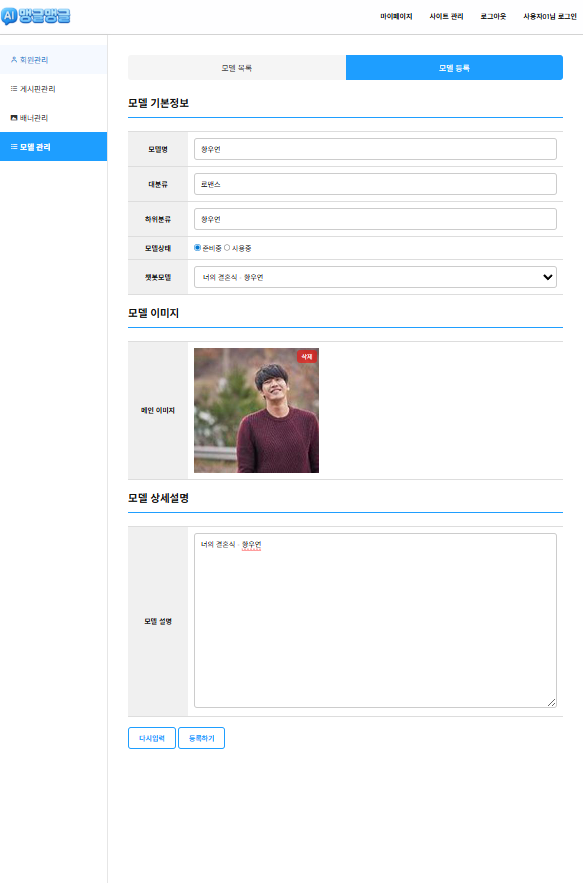 AI 맹글맹글
마이페이지 사이트 관리 로그아웃 사용자01님 로그인
회원관리
게시판관리
배너관리
모델 관리
모델 목록 모델 등록
모델 기본정보
모델명 황우연
대분류 로맨스
하위분류 황우연
모델상태 준비중 사용중
챗봇모델 너의 결혼식 - 황우연
모델 이미지
메인 이미지 삭제
모델 상세설명
모델 설명 너의 결혼식 - 황우연
다시입력 등록하기